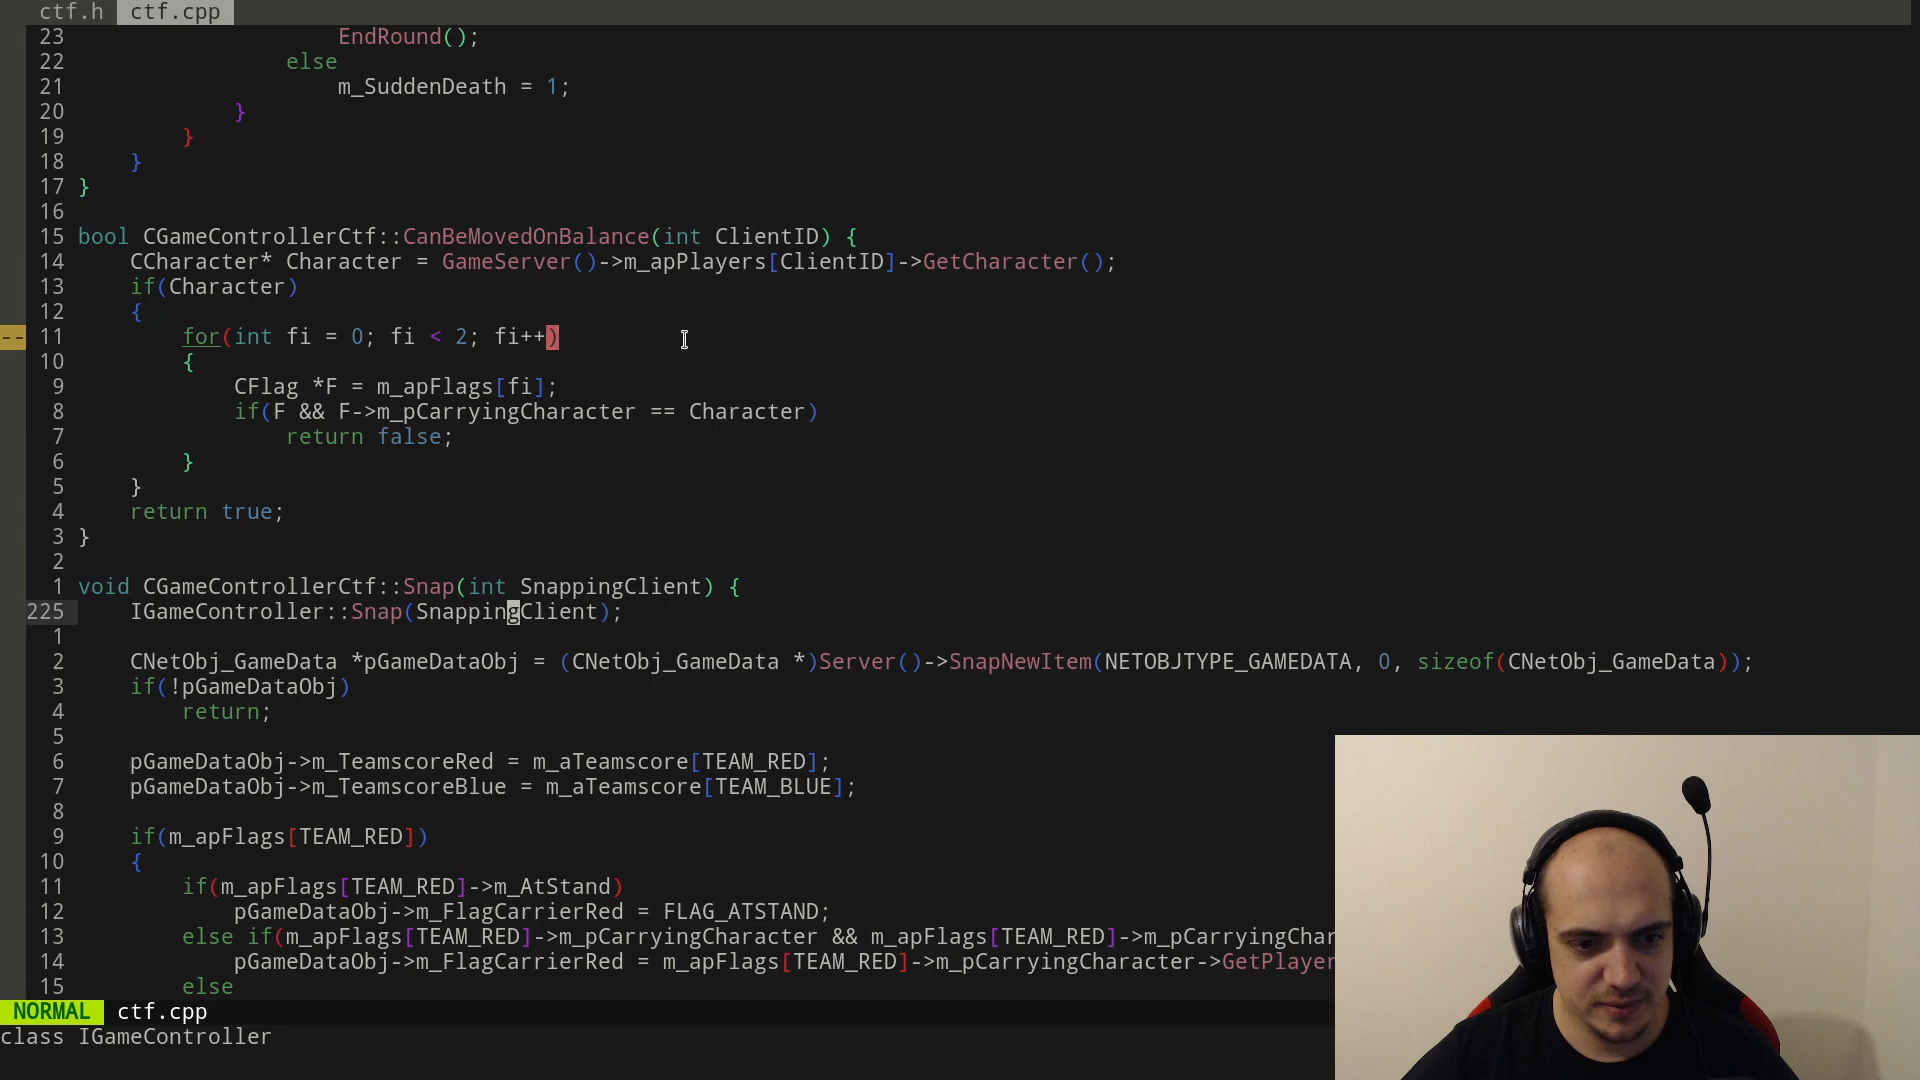 ctf.h ctf.cpp
23 EndRound();
22 else
21 m_SuddenDeath = 1;
20 }
19 }
18 }
17 }
16
15 bool CGameControllerCtf::CanBeMovedOnBalance(int ClientID) {
14 CCharacter* Character = GameServer()->m_apPlayers[ClientID]->GetCharacter();
13 if(Character)
12 {
-- 11 for(int fi = 0; fi < 2; fi++)
10 {
9 CFlag *F = m_apFlags[fi];
8 if(F && F->m_pCarryingCharacter == Character)
7 return false;
6 }
5 }
4 return true;
3 }
2
1 void CGameControllerCtf::Snap(int SnappingClient) {
225 IGameController::Snap(SnappingClient);
1
2 CNetObj_GameData *pGameDataObj = (CNetObj_GameData *)Server()->SnapNewItem(NETOBJTYPE_GAMEDATA, 0, sizeof(CNetObj_GameData));
3 if(!pGameDataObj)
4 return;
5
6 pGameDataObj->m_TeamscoreRed = m_aTeamscore[TEAM_RED];
7 pGameDataObj->m_TeamscoreBlue = m_aTeamscore[TEAM_BLUE];
8
9 if(m_apFlags[TEAM_RED])
10 {
11 if(m_apFlags[TEAM_RED]->m_AtStand)
12 pGameDataObj->m_FlagCarrierRed = FLAG_ATSTAND;
13 else if(m_apFlags[TEAM_RED]->m_pCarryingCharacter && m_apFlags[TEAM_RED]->m_pCarryingChar
14 pGameDataObj->m_FlagCarrierRed = m_apFlags[TEAM_RED]->m_pCarryingCharacter->GetPlayer
15 else
NORMAL ctf.cpp
class IGameController